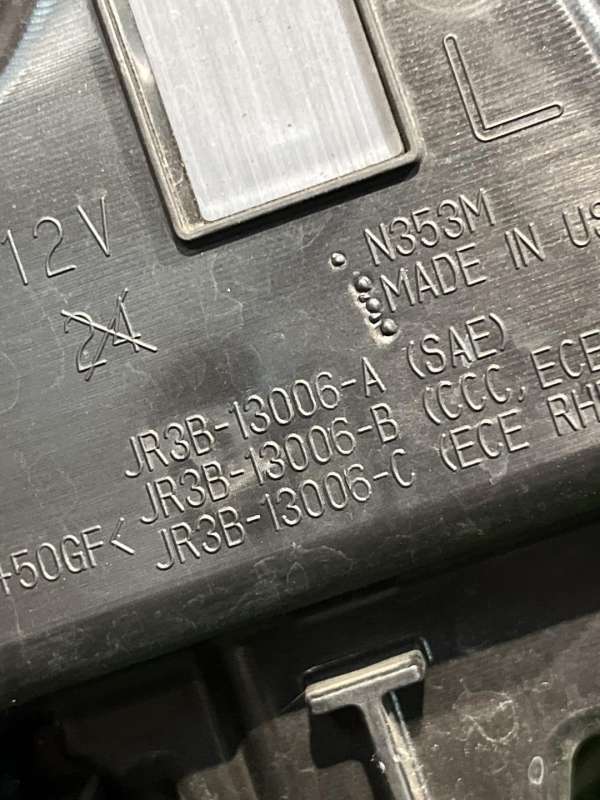 L
12V
24
N353M
MADE IN US
JR3B-13006-A (SAE)
JR3B-13006-B (CCC, ECE
JR3B-13006-C (ECE RH
+50GF<